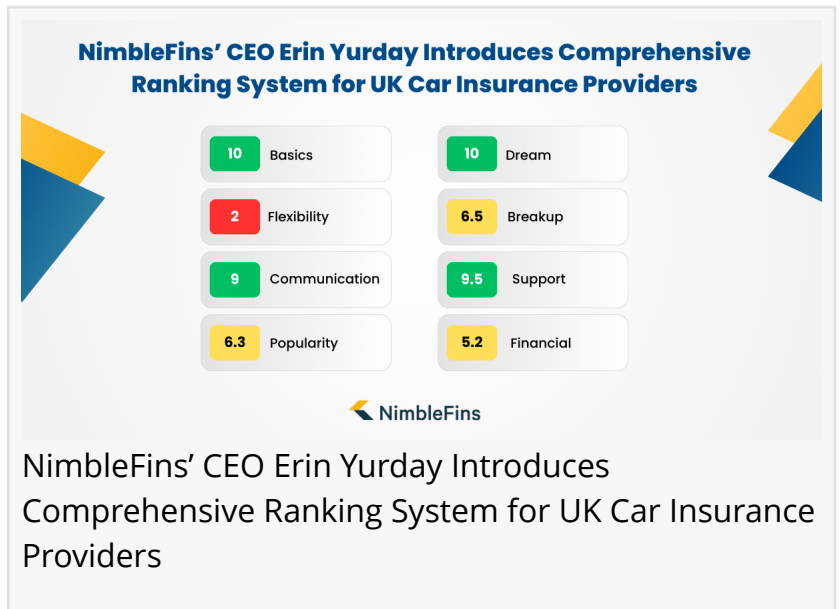 NimbleFins’ CEO Erin Yurday Introduces Comprehensive
Ranking System for UK Car Insurance Providers
10 Basics
10 Dream
2 Flexibility
6.5 Breakup
9 Communication
9.5 Support
6.3 Popularity
5.2 Financial
NimbleFins
NimbleFins’ CEO Erin Yurday Introduces
Comprehensive Ranking System for UK Car Insurance
Providers